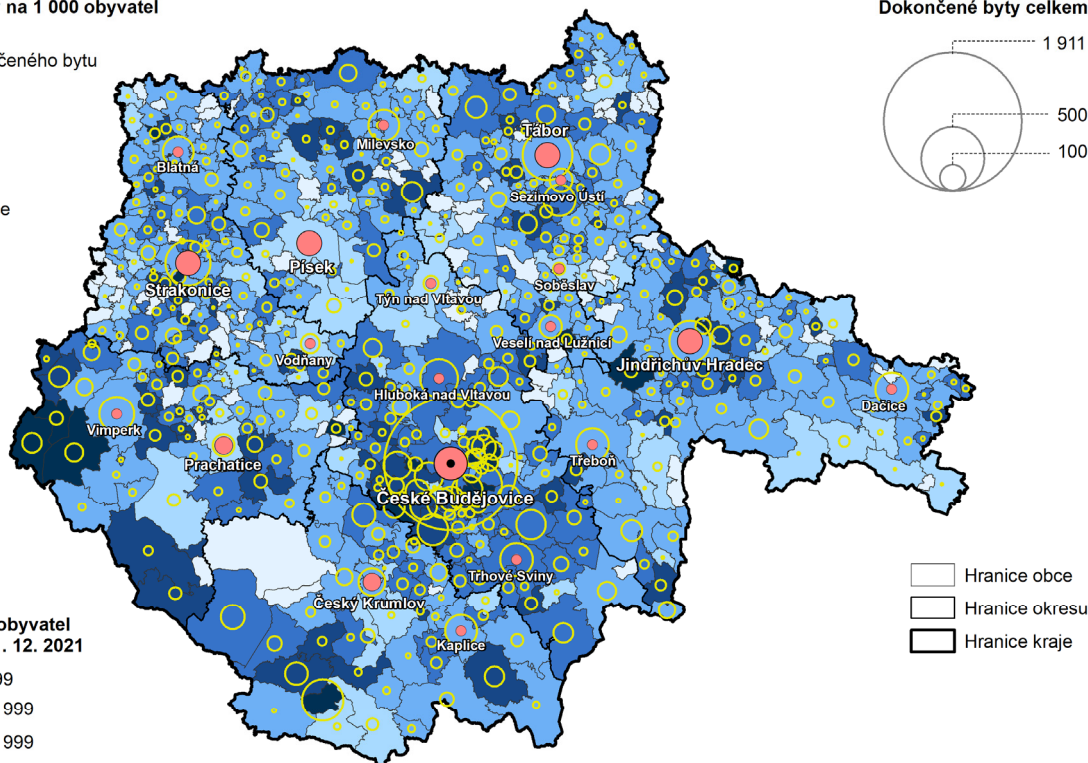 na 1 000 obyvatel
čeného bytu
e
Dokončené byty celkem
1 911
500
100
Tábor
Milevsko
Blatná
Sezimovo Ústí
Písek
Strakonice
Týn nad Vltavou
Soběslav
Veselí nad Lužnicí
Vodňany
Jindřichův Hradec
Hluboká nad Vltavou
Dačice
Vimperk
Prachatice
Třeboň
České Budějovice
Trhové Sviny
Český Krumlov
Kaplice
Hranice obce
Hranice okresu
Hranice kraje
obyvatel
. 12. 2021
99
999
999